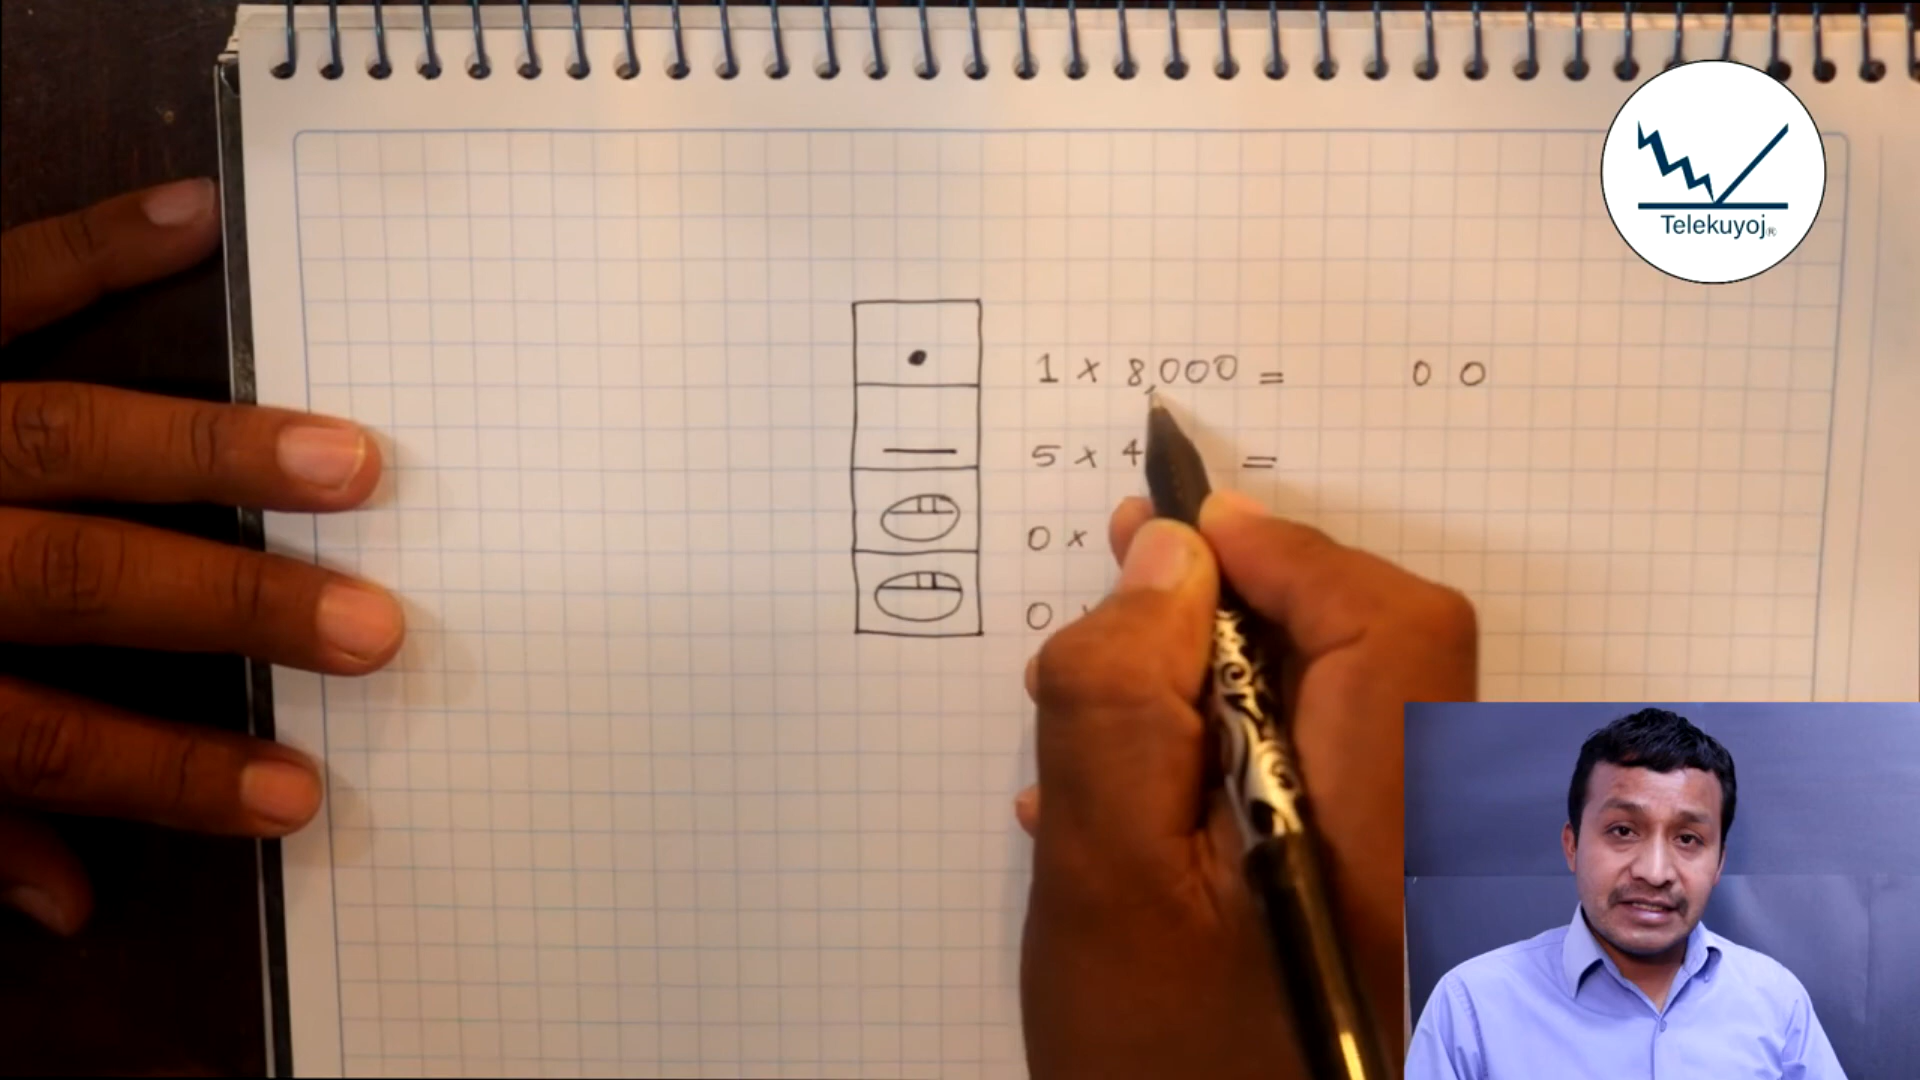 Telekuyoj®
1 × 8,000 = 0 0
5 × 4 =
0 ×
0